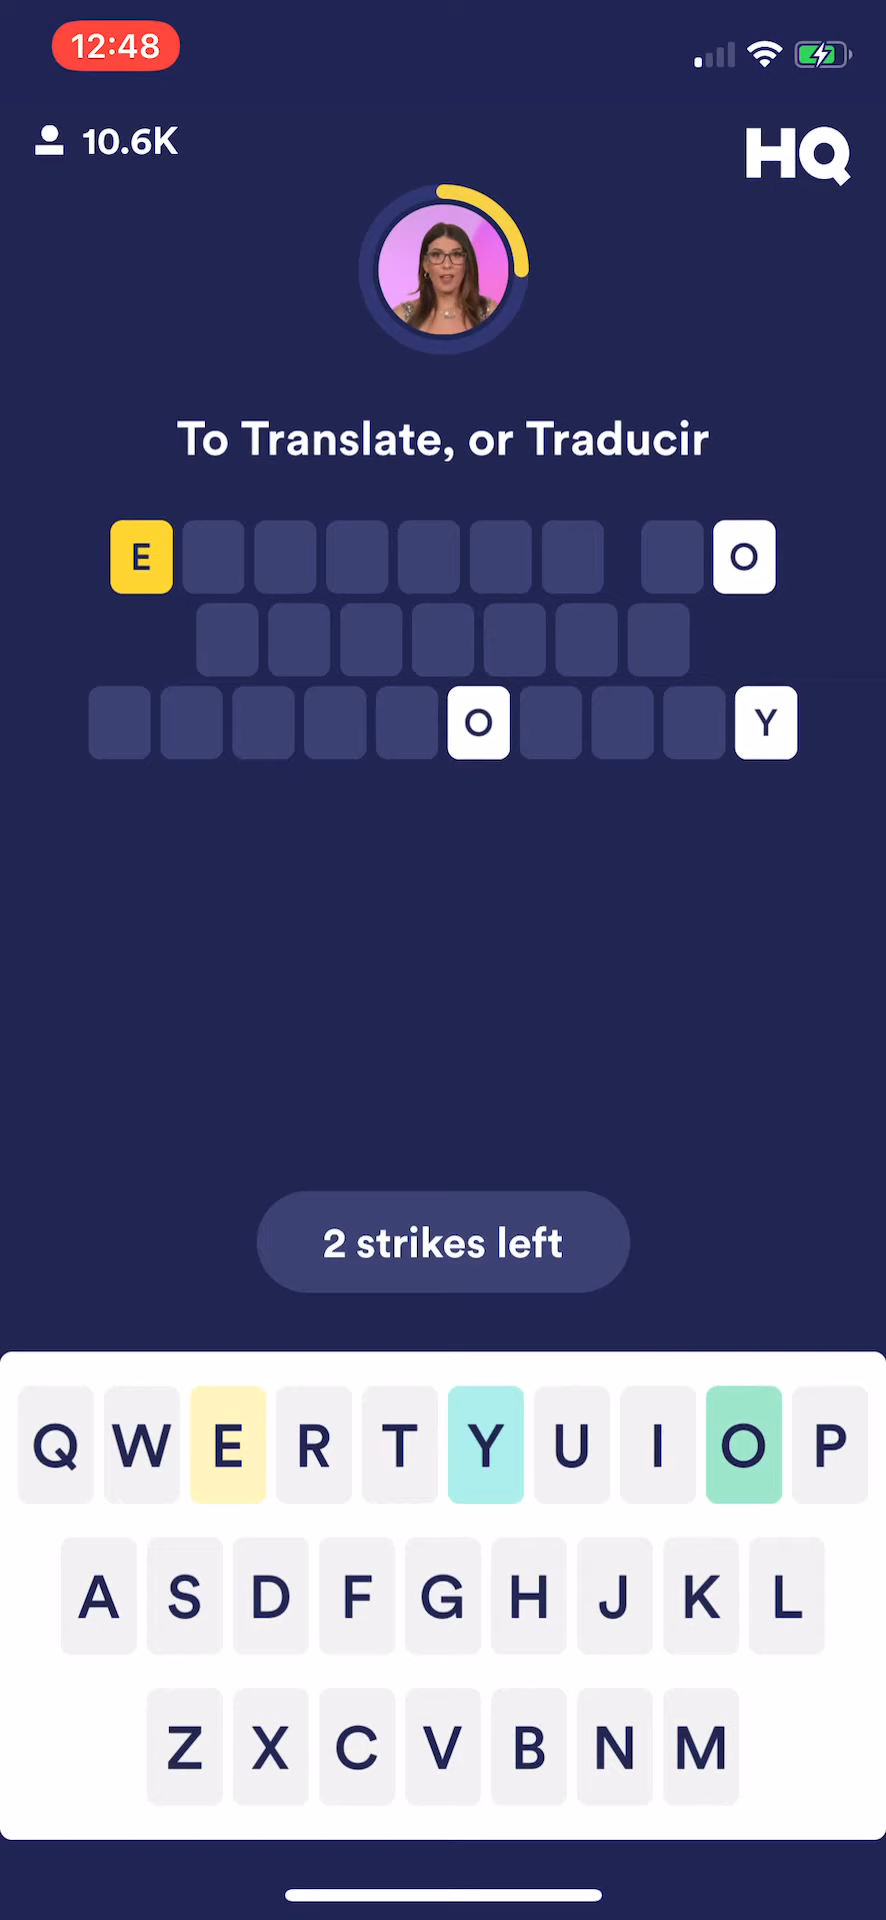 12:48
10.6K
HQ
To Translate, or Traducir
E O
O Y
2 strikes left
Q W E R T Y U I O P
A S D F G H J K L
Z X C V B N M